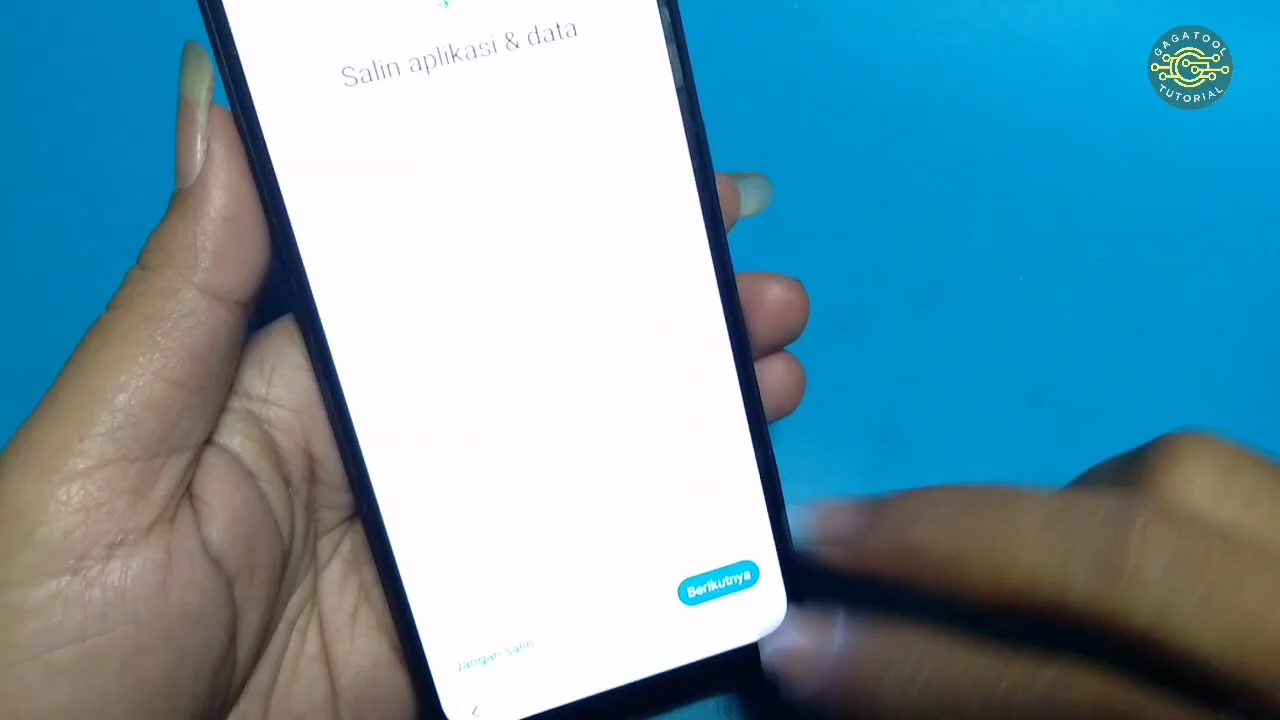 GAGATOOL
TUTORIAL
Salin aplikasi & data
Berikutnya
Jangan salin